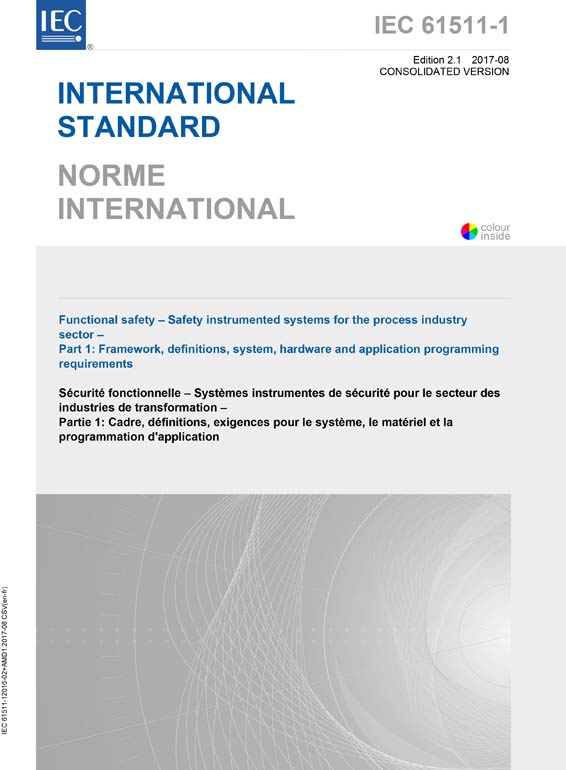 IEC
®
IEC 61511-1
Edition 2.1 2017-08
CONSOLIDATED VERSION
INTERNATIONAL
STANDARD
NORME
INTERNATIONAL
colour
inside
Functional safety – Safety instrumented systems for the process industry
sector –
Part 1: Framework, definitions, system, hardware and application programming
requirements
Sécurité fonctionnelle – Systèmes instrumentes de sécurité pour le secteur des
industries de transformation –
Partie 1: Cadre, définitions, exigences pour le système, le matériel et la
programmation d'application
IEC 61511-12016-02+AMD1:2017-08 CSV(en-fr)